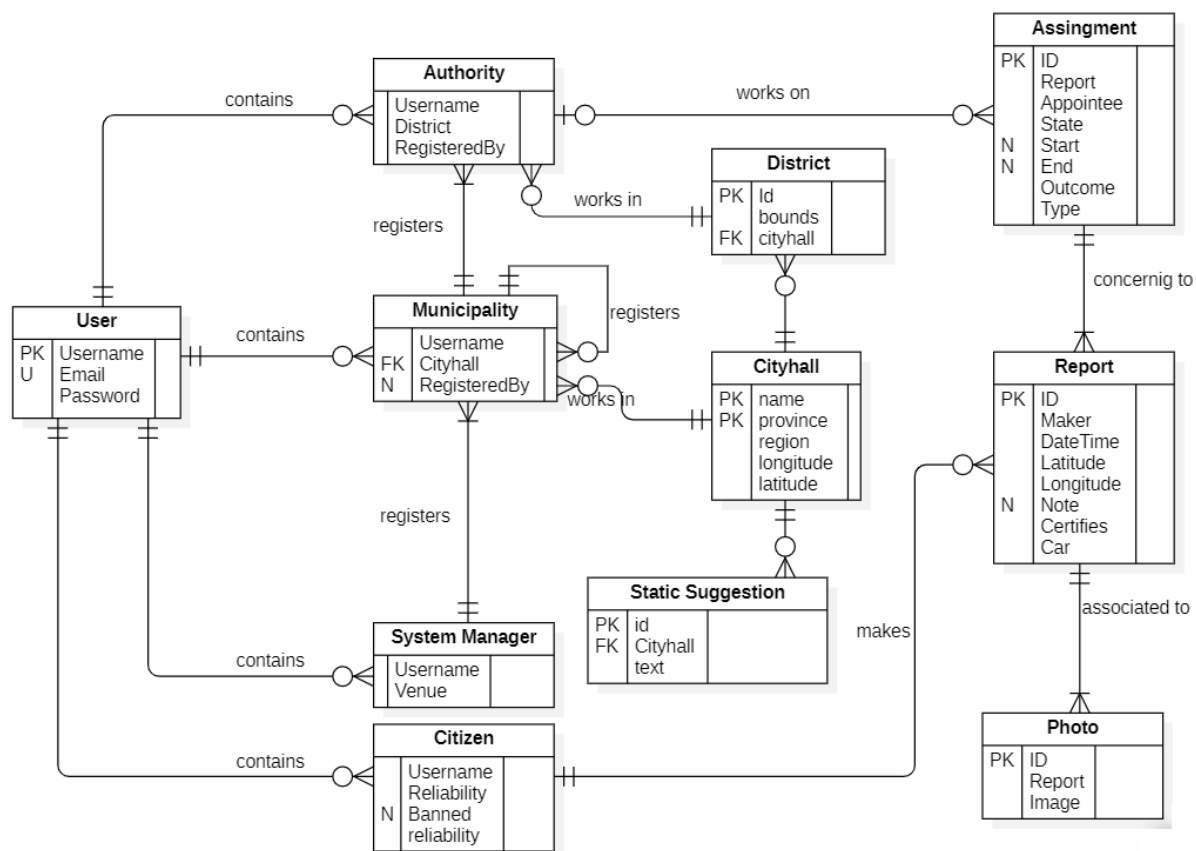 Assingment
PK ID
Report
Appointee
State
N Start
N End
Outcome
Type
Authority
Username
District
RegisteredBy
contains
works on
District
PK Id
bounds
FK cityhall
works in
registers
concernig to
User
PK Username
U Email
Password
contains
Municipality
Username
FK Cityhall
N RegisteredBy
registers
works in
Cityhall
PK name
PK province
region
longitude
latitude
Report
PK ID
Maker
DateTime
Latitude
Longitude
N Note
Certifies
Car
registers
Static Suggestion
PK id
FK Cityhall
text
makes
associated to
System Manager
Username
Venue
contains
Citizen
Username
Reliability
N Banned
reliability
contains
Photo
PK ID
Report
Image